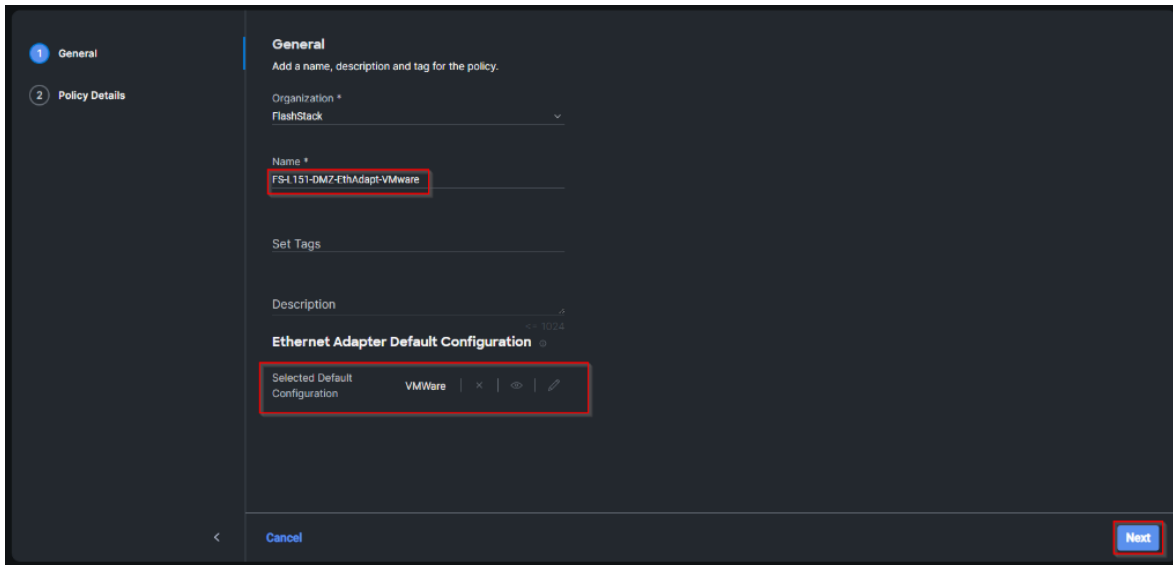 1 General
2 Policy Details
General
Add a name, description and tag for the policy.
Organization *
FlashStack
Name *
FS-L151-DMZ-EthAdapt-VMware
Set Tags
Description
<= 1024
Ethernet Adapter Default Configuration
Selected Default
Configuration
VMWare
Cancel
Next